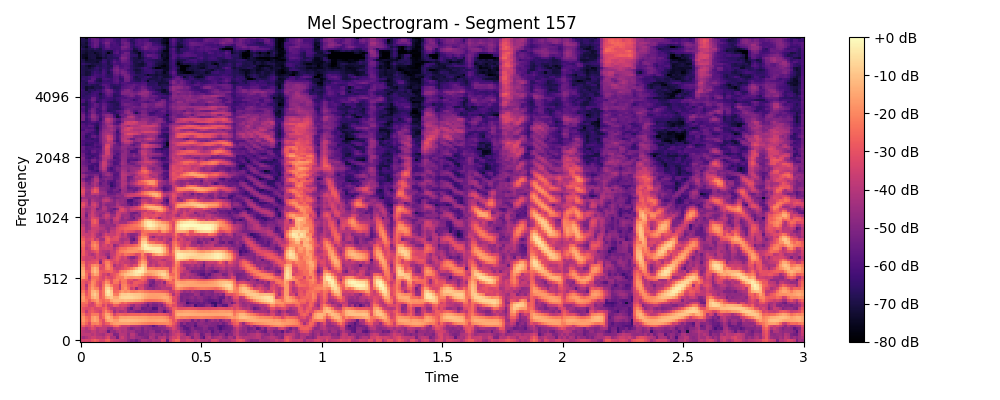 Mel Spectrogram - Segment 157
Frequency
4096
2048
1024
512
0
0
0.5
1
1.5
2
2.5
3
Time
+0 dB
-10 dB
-20 dB
-30 dB
-40 dB
-50 dB
-60 dB
-70 dB
-80 dB